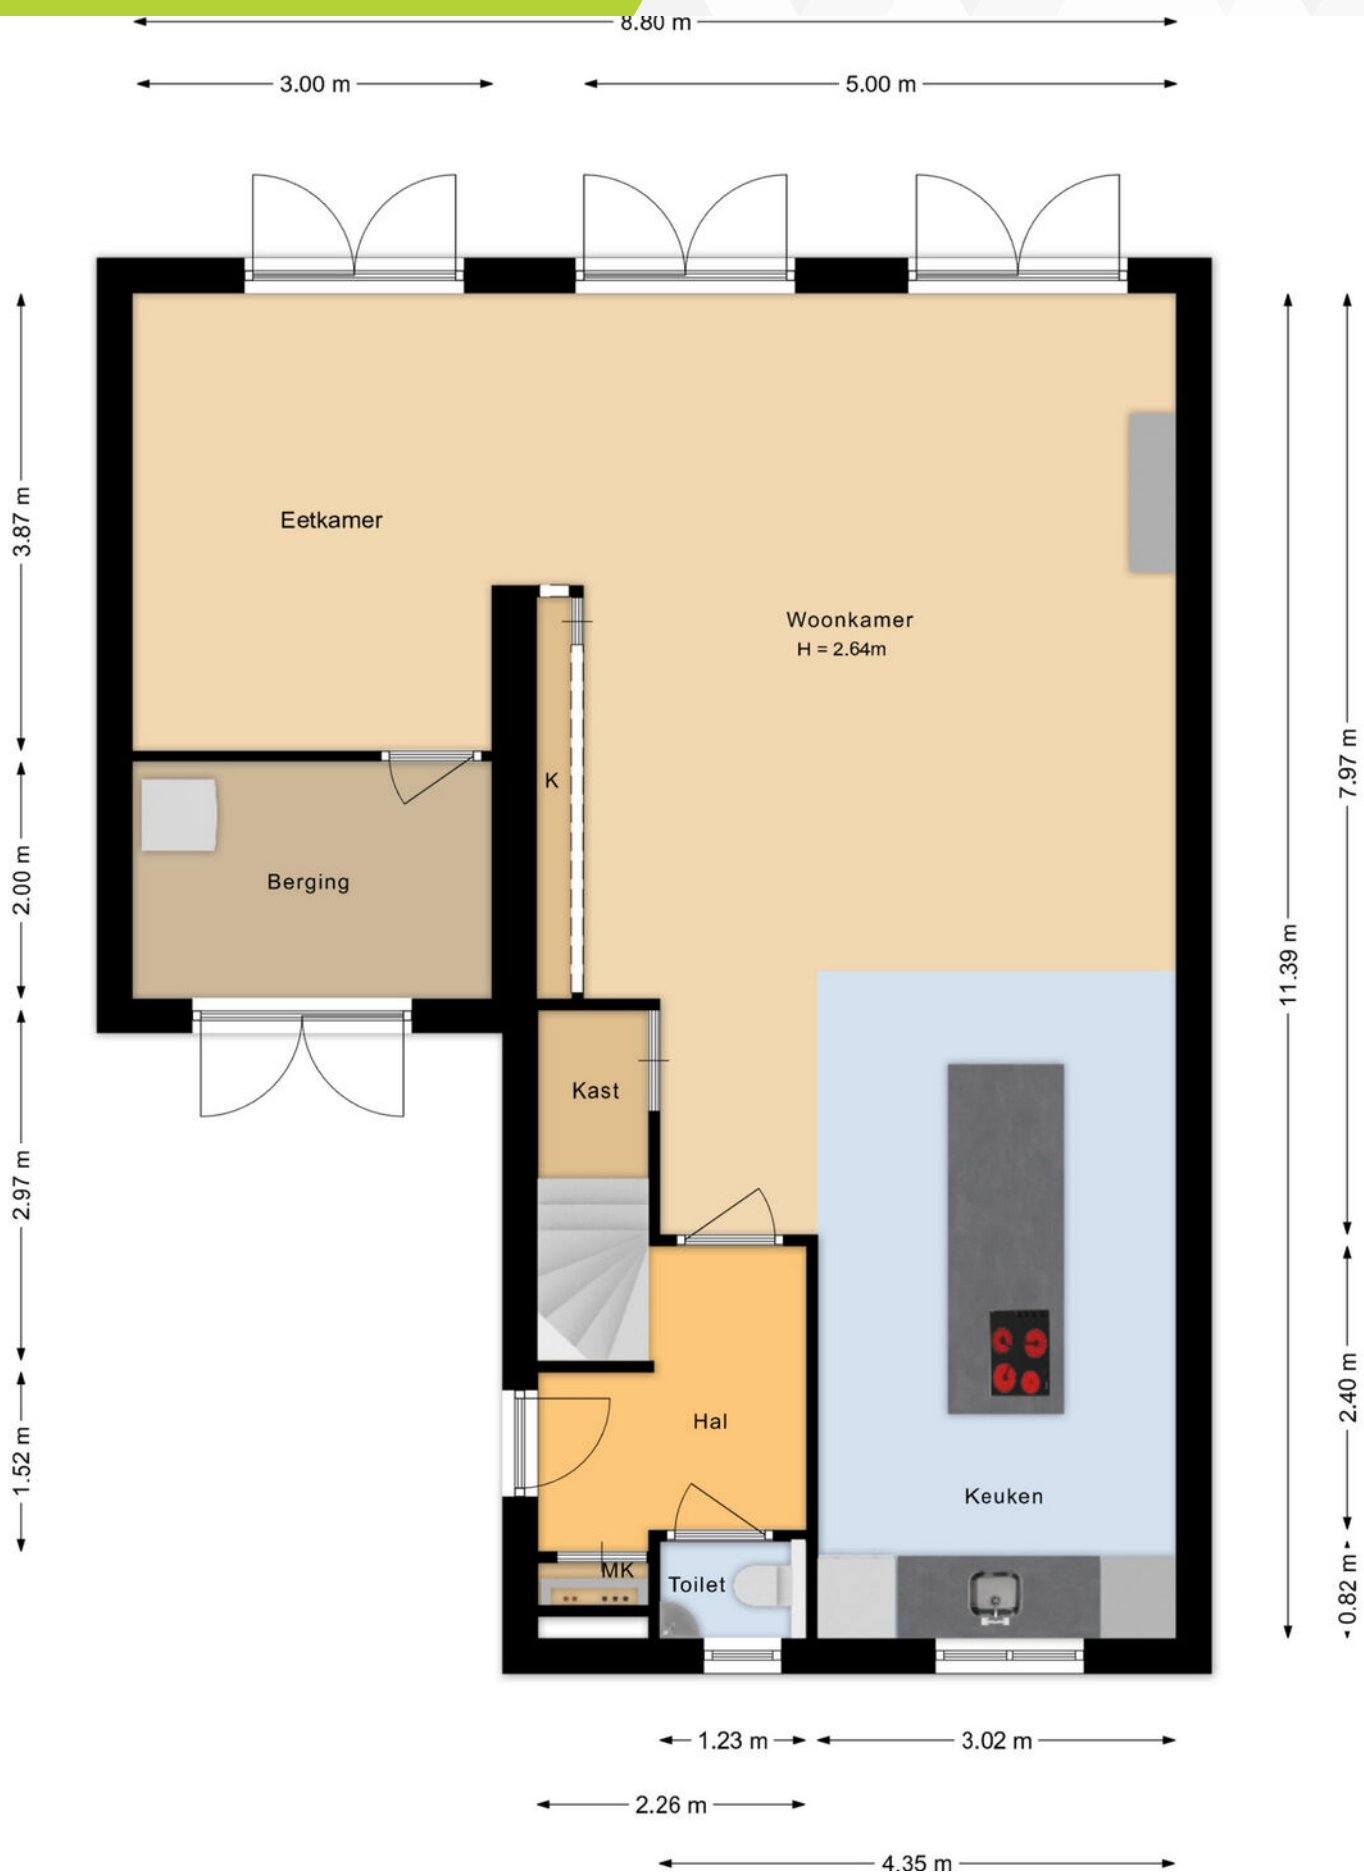 8.80 m
3.00 m
5.00 m
3.87 m
Eetkamer
Woonkamer
H = 2.64m
7.97 m
K
2.00 m
Berging
11.39 m
Kast
2.97 m
2.40 m
Hal
1.52 m
Keuken
MK
Toilet
0.82 m
1.23 m
3.02 m
2.26 m
4.35 m